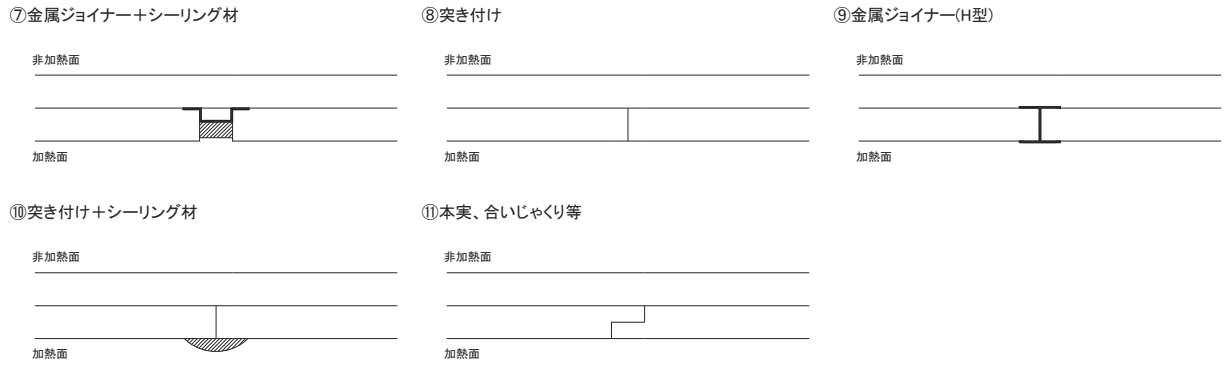 ⑦金属ジョイナー＋シーリング材
非加熱面
加熱面
⑧突き付け
非加熱面
加熱面
⑨金属ジョイナー(H型)
非加熱面
加熱面
⑩突き付け＋シーリング材
非加熱面
加熱面
⑪本実、合いじゃくり等
非加熱面
加熱面